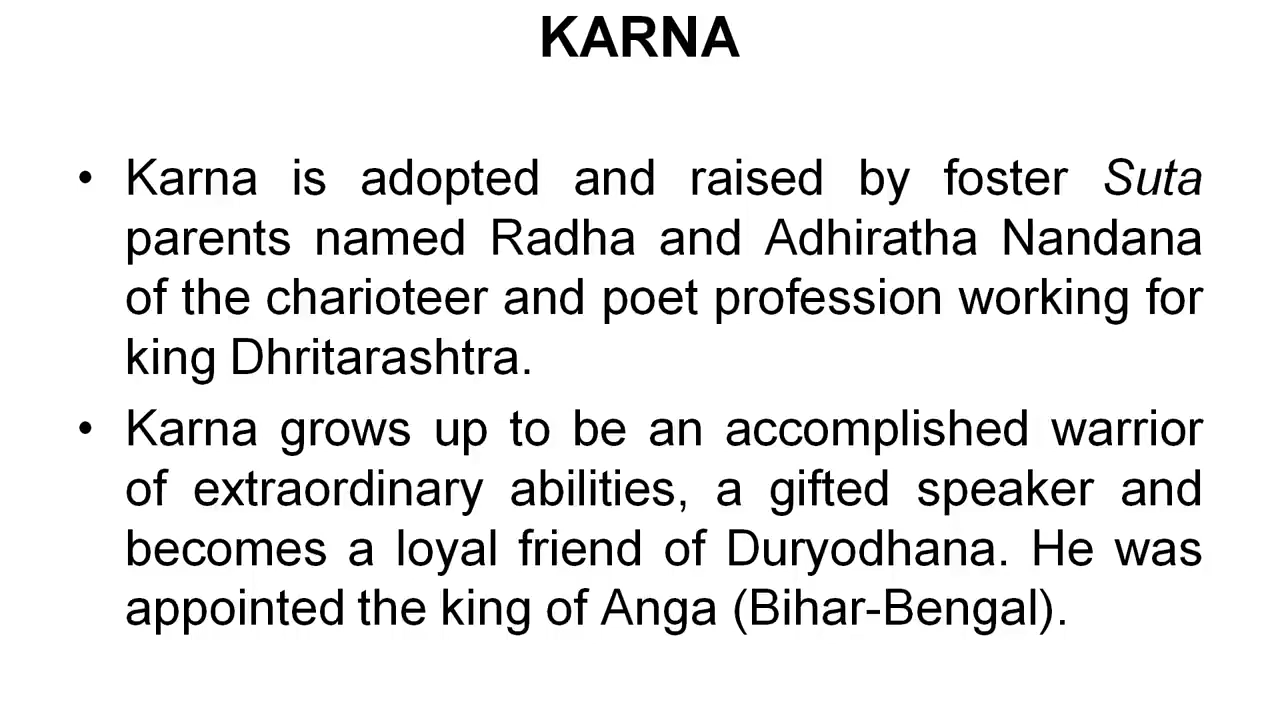 KARNA
• Karna is adopted and raised by foster Suta
parents named Radha and Adhiratha Nandana
of the charioteer and poet profession working for
king Dhritarashtra.
• Karna grows up to be an accomplished warrior
of extraordinary abilities, a gifted speaker and
becomes a loyal friend of Duryodhana. He was
appointed the king of Anga (Bihar-Bengal).